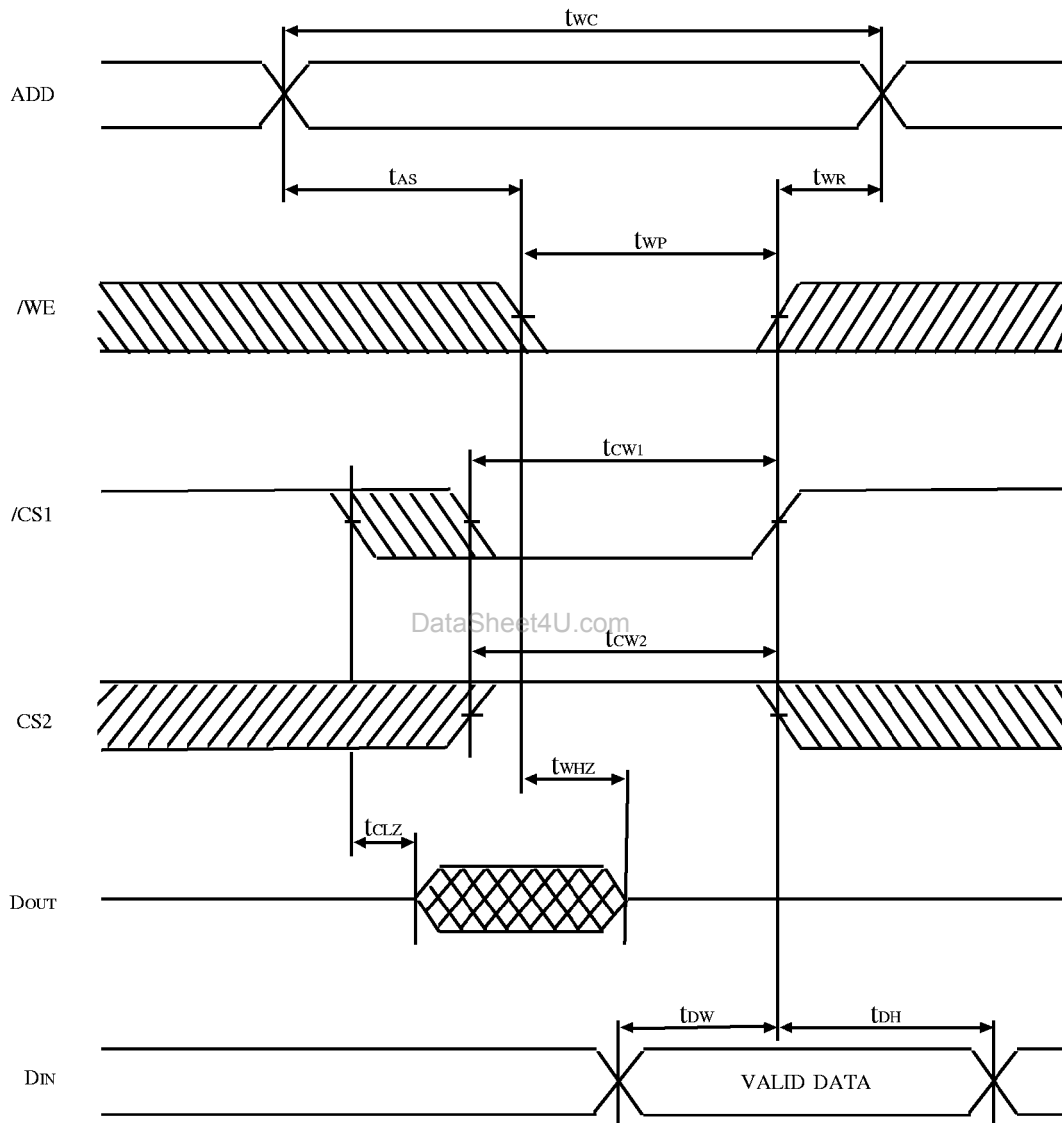 tWC
ADD
tAS
tWR
tWP
/WE
tCW1
/CS1
DataSheet4U.com
tCW2
CS2
tWHZ
tCLZ
DOUT
tDW
tDH
DIN
VALID DATA